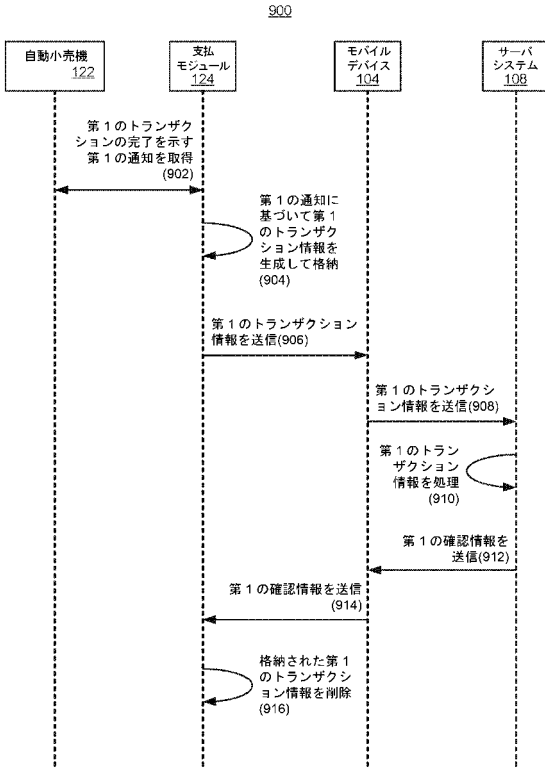 900
自動小売機
122
支払
モジュール
124
モバイル
デバイス
104
サーバ
システム
108
第１のトランザク
ションの完了を示す
第１の通知を取得
(902)
第１の通知に
基づいて第１
のトランザク
ション情報を
生成して格納
(904)
第１のトランザクション
情報を送信(906)
第１のトランザクシ
ョン情報を送信(908)
第１のトラン
ザクション
情報を処理
(910)
第１の確認情報を
送信(912)
第１の確認情報を送信
(914)
格納された第１
のトランザクシ
ョン情報を削除
(916)